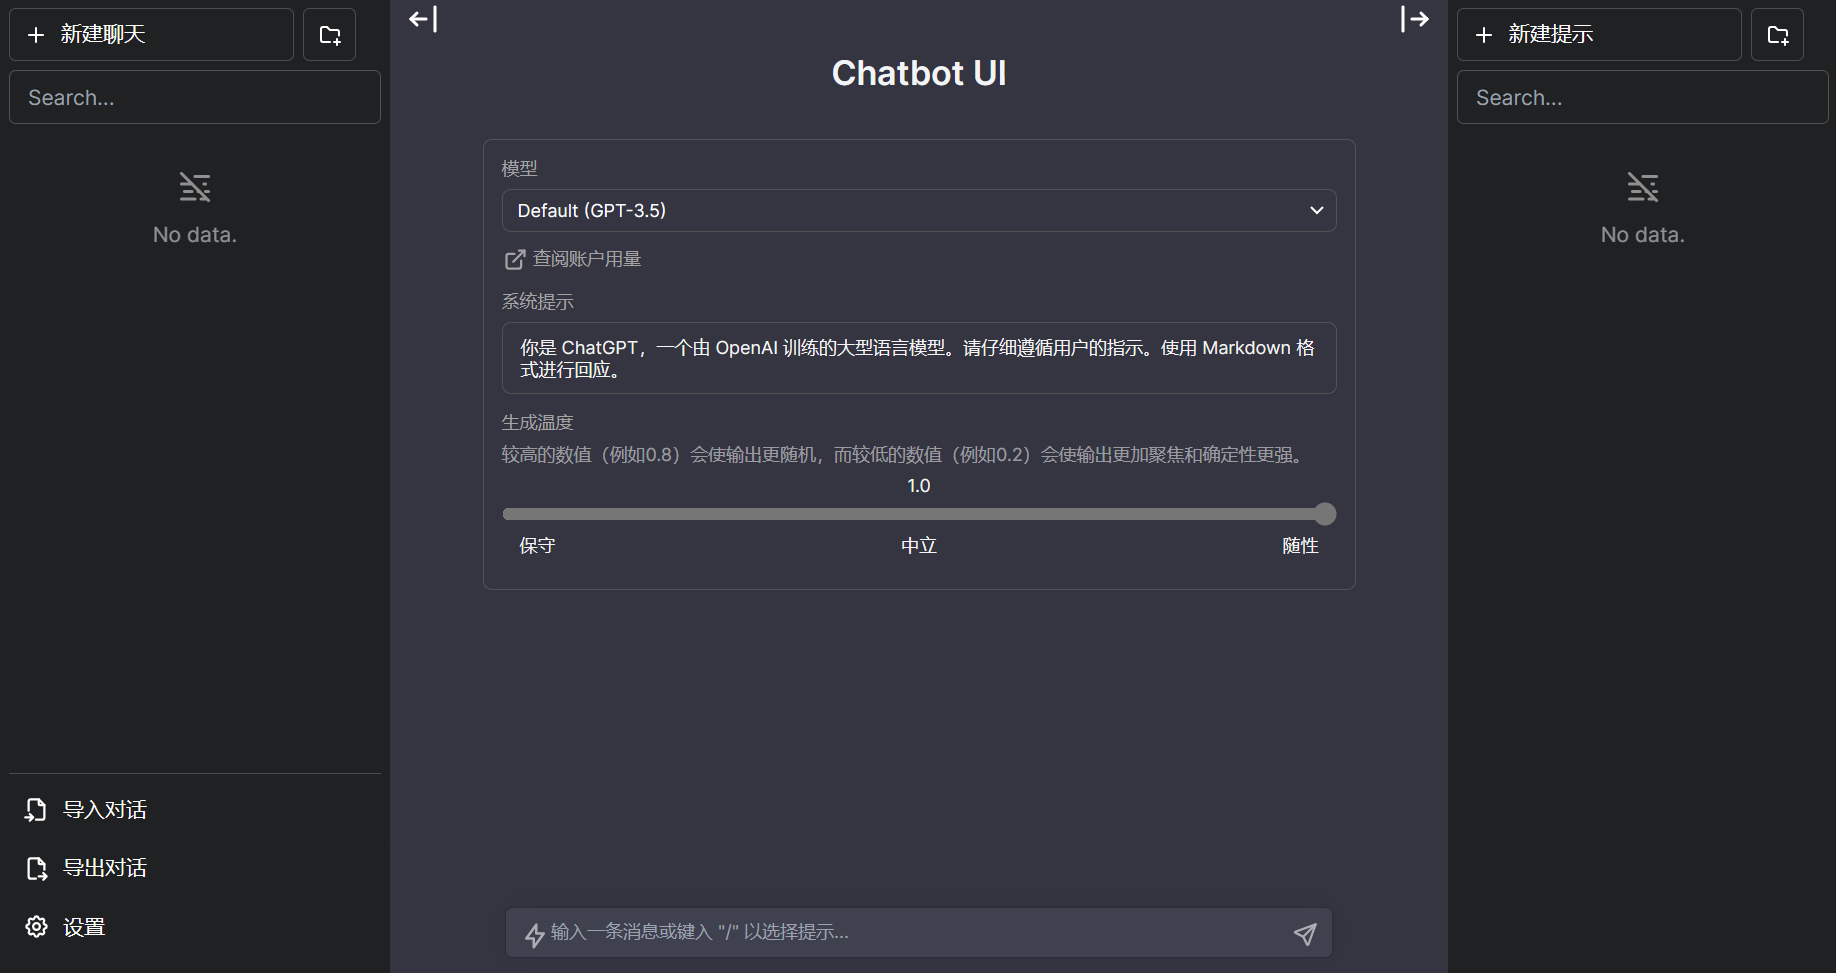 新建聊天
Search...
No data.
导入对话
导出对话
设置
Chatbot UI
模型
Default (GPT-3.5)
查阅账户用量
系统提示
你是 ChatGPT，一个由 OpenAI 训练的大型语言模型。请仔细遵循用户的指示。使用 Markdown 格
式进行回应。
生成温度
较高的数值（例如0.8）会使输出更随机，而较低的数值（例如0.2）会使输出更加聚焦和确定性更强。
1.0
保守 中立 随性
输入一条消息或键入 "/" 以选择提示...
新建提示
Search...
No data.